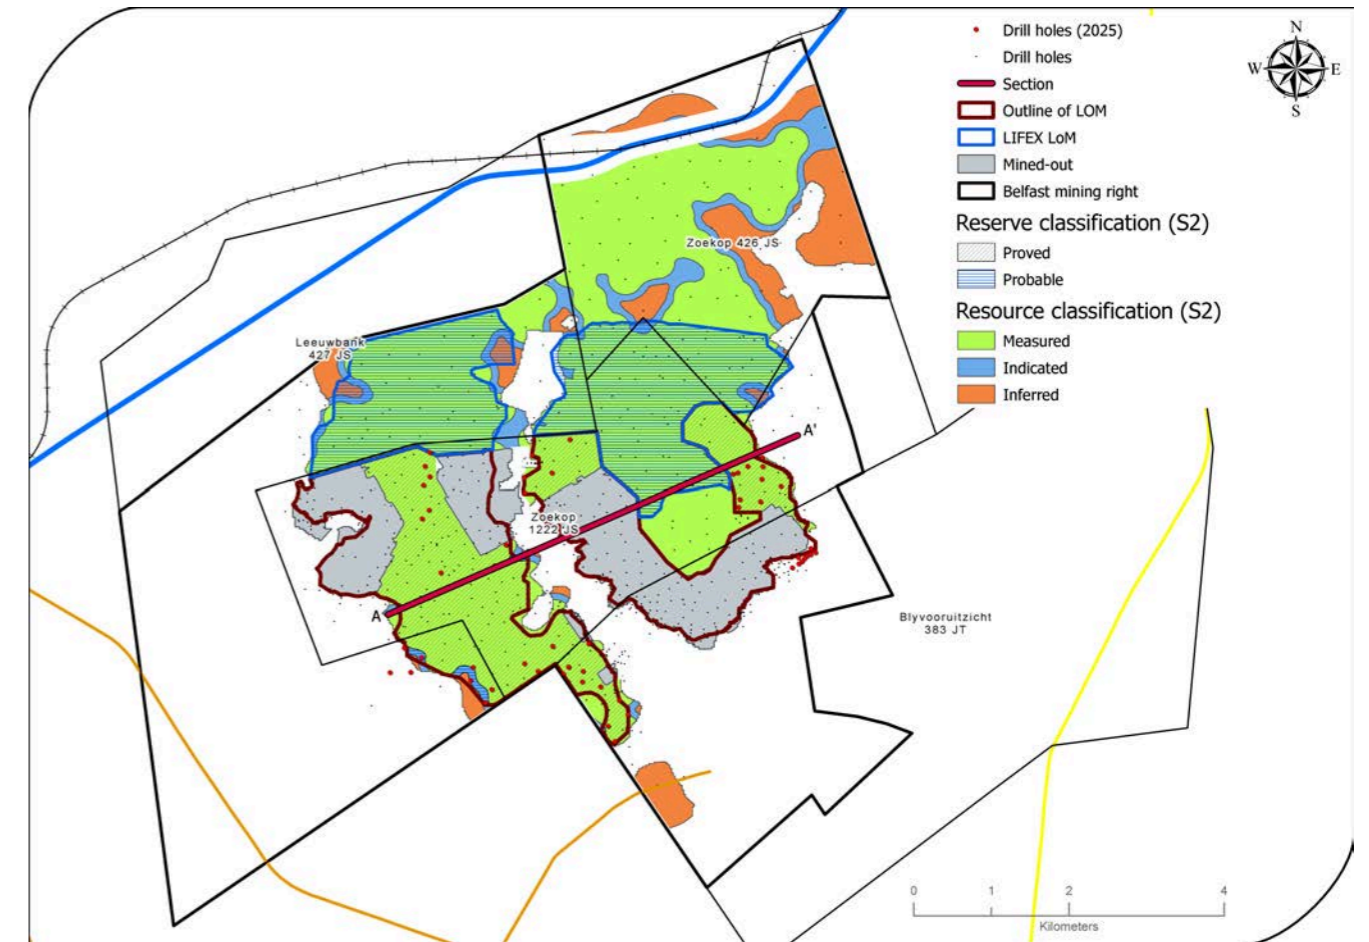 Drill holes (2025)
Drill holes
Section
Outline of LOM
LIFEX LoM
Mined-out
Belfast mining right
Reserve classification (S2)
Proved
Probable
Resource classification (S2)
Measured
Indicated
Inferred
N
W
E
S
Zoekop 426 JS
Leeuwbank
427 JS
A'
Zoekop
1222 JS
A
Blyvooruitzicht
383 JT
0 1 2 4
Kilometers